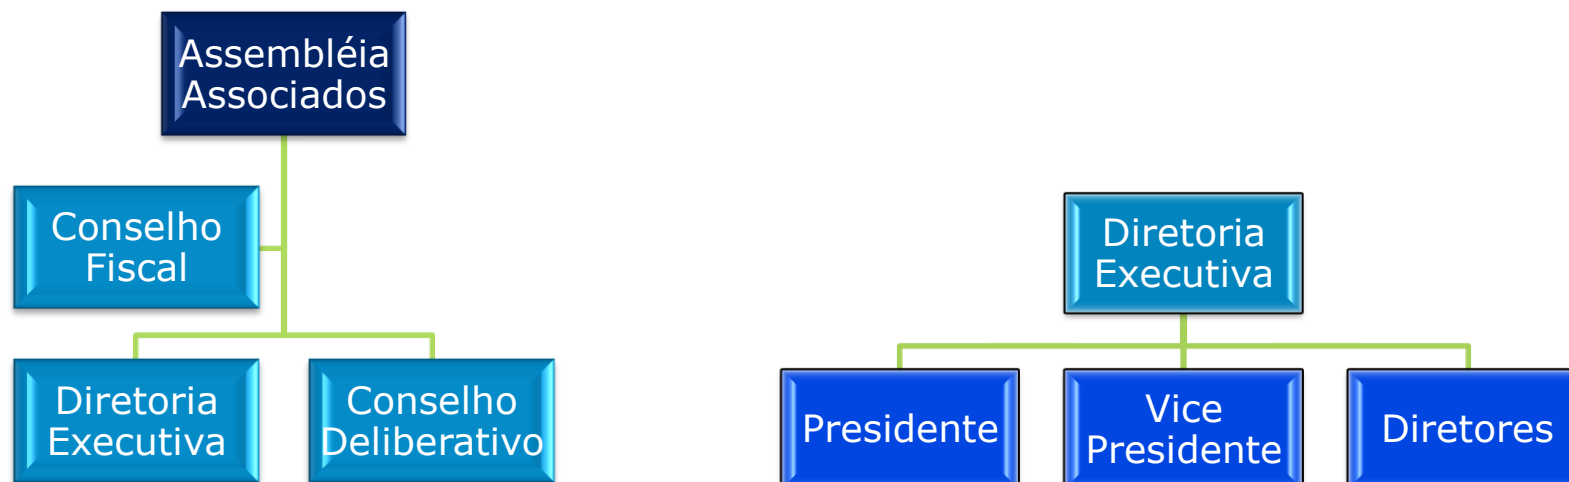 Assembléia
Associados
Conselho
Fiscal
Diretoria
Executiva
Conselho
Deliberativo
Diretoria
Executiva
Presidente
Vice
Presidente
Diretores